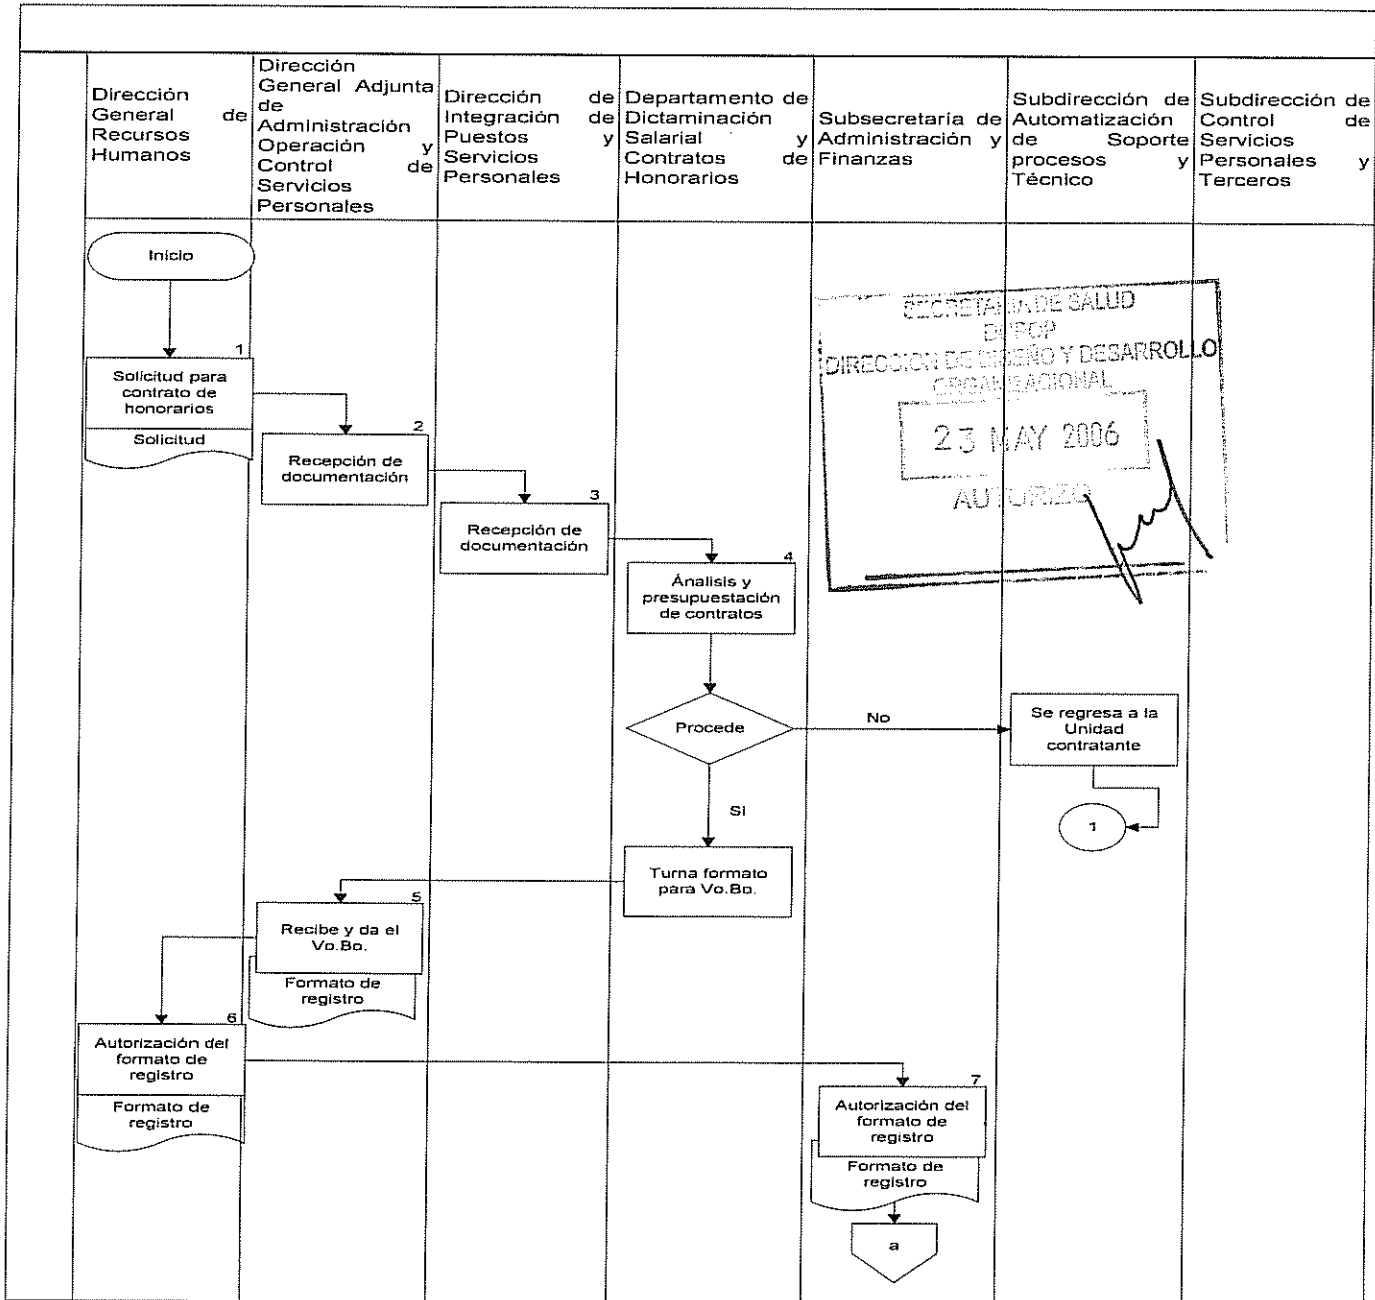 Dirección
General de
Recursos
Humanos
Dirección
General Adjunta
de
Administración
Operación y
Control de
Servicios
Personales
Dirección de
Integración de
Puestos y
Servicios
Personales
Departamento de
Dictaminación
Salarial y
Contratos de
Honorarios
Subsecretaría de
Administración y
Finanzas
Subdirección de
Automatización
de Soporte
procesos y
Técnico
Subdirección de
Control de
Servicios
Personales y
Terceros
Inicio
1
Solicitud para
contrato de
honorarios
Solicitud
2
Recepción de
documentación
3
Recepción de
documentación
4
Ánalisis y
presupuestación
de contratos
SECRETARIA DE SALUD
DIRECCION DE DISEÑO Y DESARROLLO
ORGANIZACIONAL
23 MAY 2006
AUTORIZO
Procede
No
Se regresa a la
Unidad
contratante
1
Si
Turna formato
para Vo.Bo.
5
Recibe y da el
Vo.Bo.
Formato de
registro
6
Autorización del
formato de
registro
Formato de
registro
7
Autorización del
formato de
registro
Formato de
registro
a